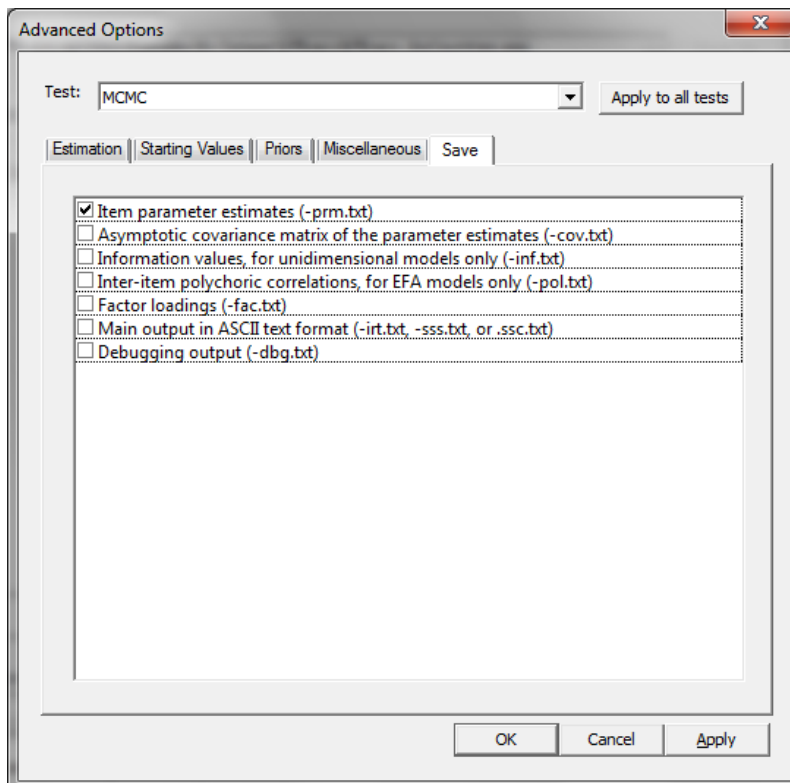 Advanced Options
Test: MCMC Apply to all tests
Estimation Starting Values Priors Miscellaneous Save
Item parameter estimates (-prm.txt)
Asymptotic covariance matrix of the parameter estimates (-cov.txt)
Information values, for unidimensional models only (-inf.txt)
Inter-item polychoric correlations, for EFA models only (-pol.txt)
Factor loadings (-fac.txt)
Main output in ASCII text format (-irt.txt, -sss.txt, or .ssc.txt)
Debugging output (-dbg.txt)
OK Cancel Apply